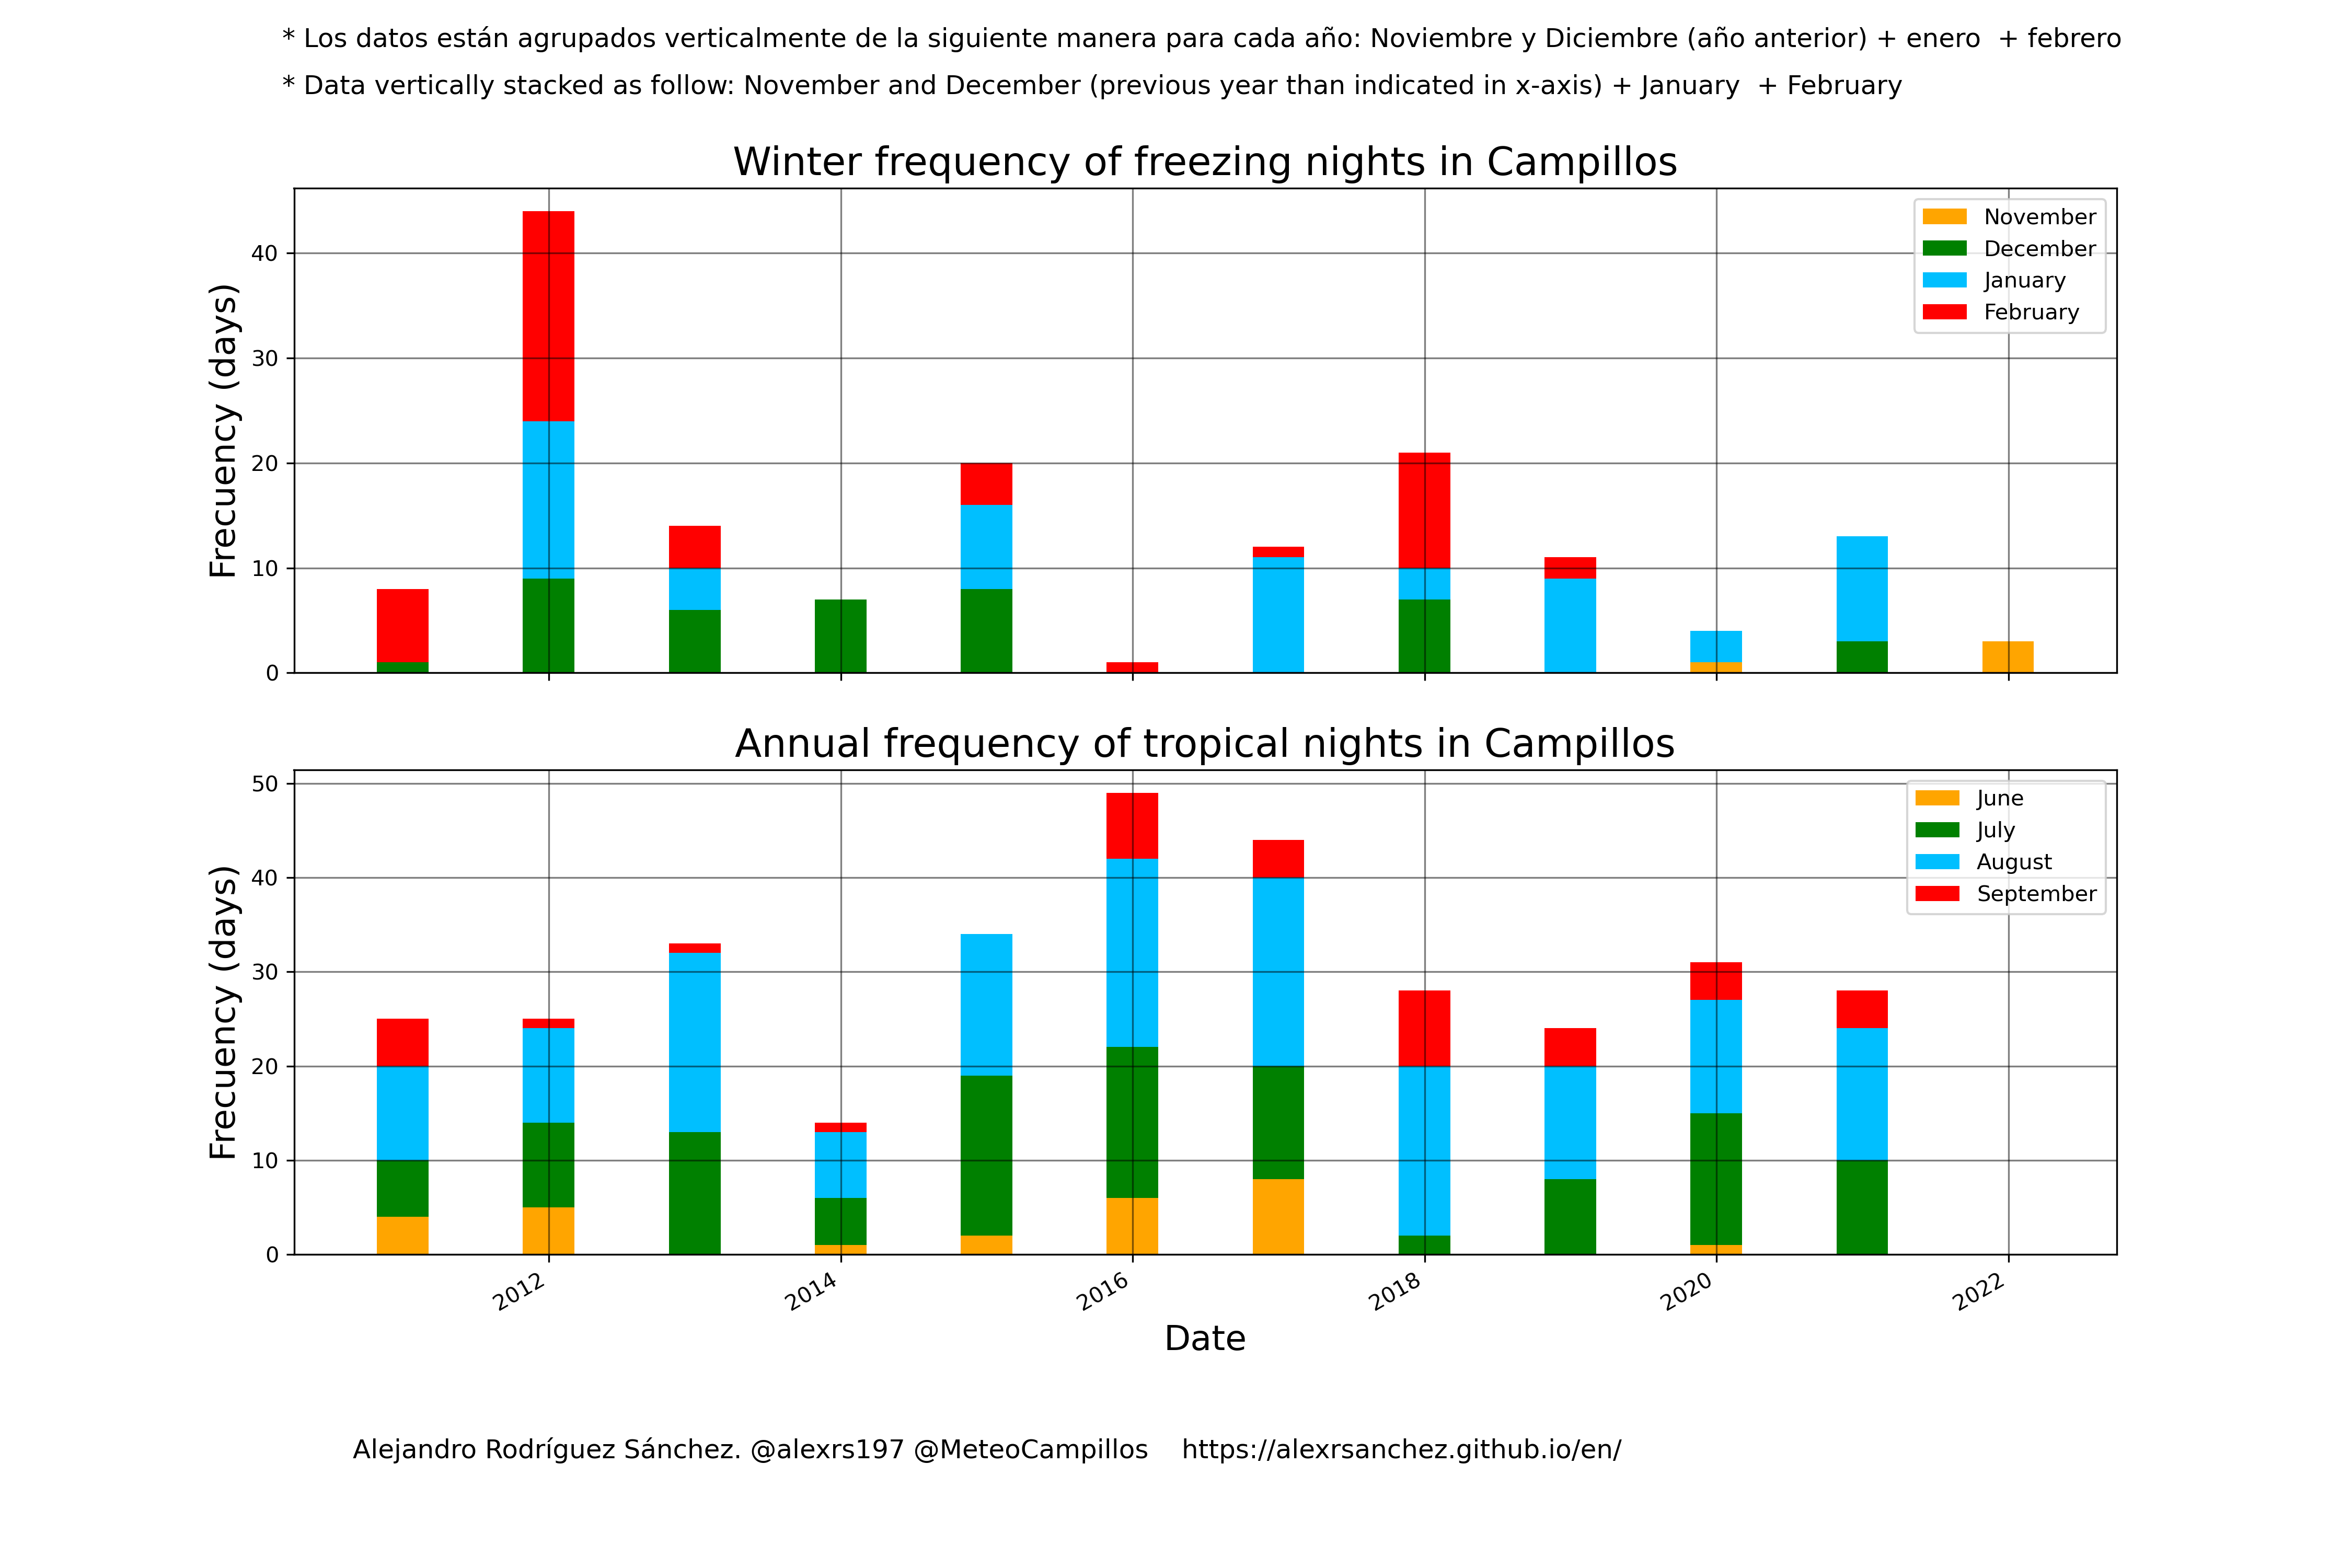 * Los datos están agrupados verticalmente de la siguiente manera para cada año: Noviembre y Diciembre (año anterior) + enero  + febrero
* Data vertically stacked as follow: November and December (previous year than indicated in x-axis) + January  + February
Winter frequency of freezing nights in Campillos
Frecuency (days)
40
30
20
10
0
November
December
January
February
Annual frequency of tropical nights in Campillos
Frecuency (days)
50
40
30
20
10
0
June
July
August
September
2012
2014
2016
2018
2020
2022
Date
Alejandro Rodríguez Sánchez. @alexrs197 @MeteoCampillos    https://alexrsanchez.github.io/en/